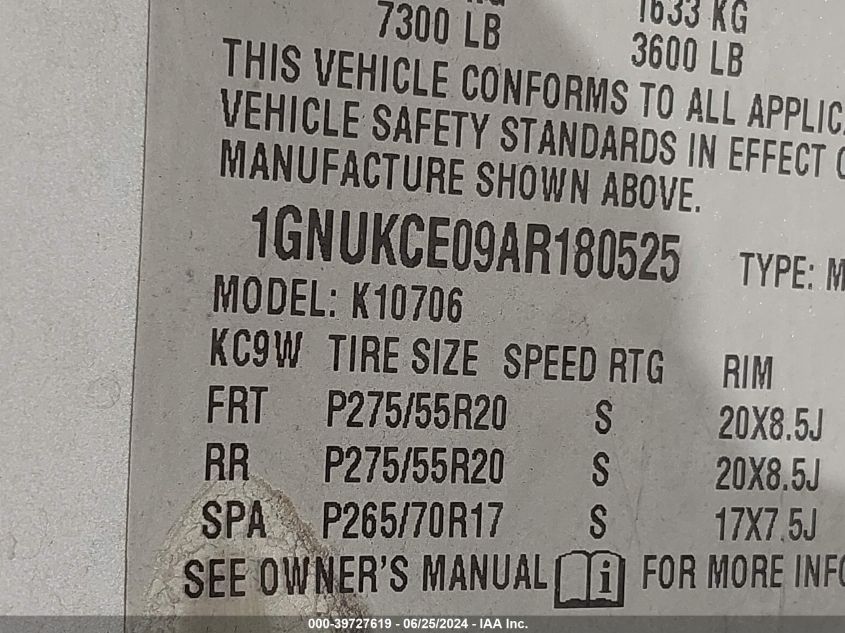 KG 1633 KG
7300 LB 3600 LB
THIS VEHICLE CONFORMS TO ALL
VEHICLE SAFETY STANDARDS IN EFFECT
MANUFACTURE SHOWN ABOVE.
1GNUKCE09AR180525 TYPE: M
MODEL: K10706
KC9W TIRE SIZE SPEED RTG RIM
FRT P275/55R20 S 20X8.5J
RR P275/55R20 S 20X8.5J
SPA P265/70R17 S 17X7.5J
SEE OWNER'S MANUAL i FOR MORE
000-39727619 - 06/25/2024 - IAA Inc.